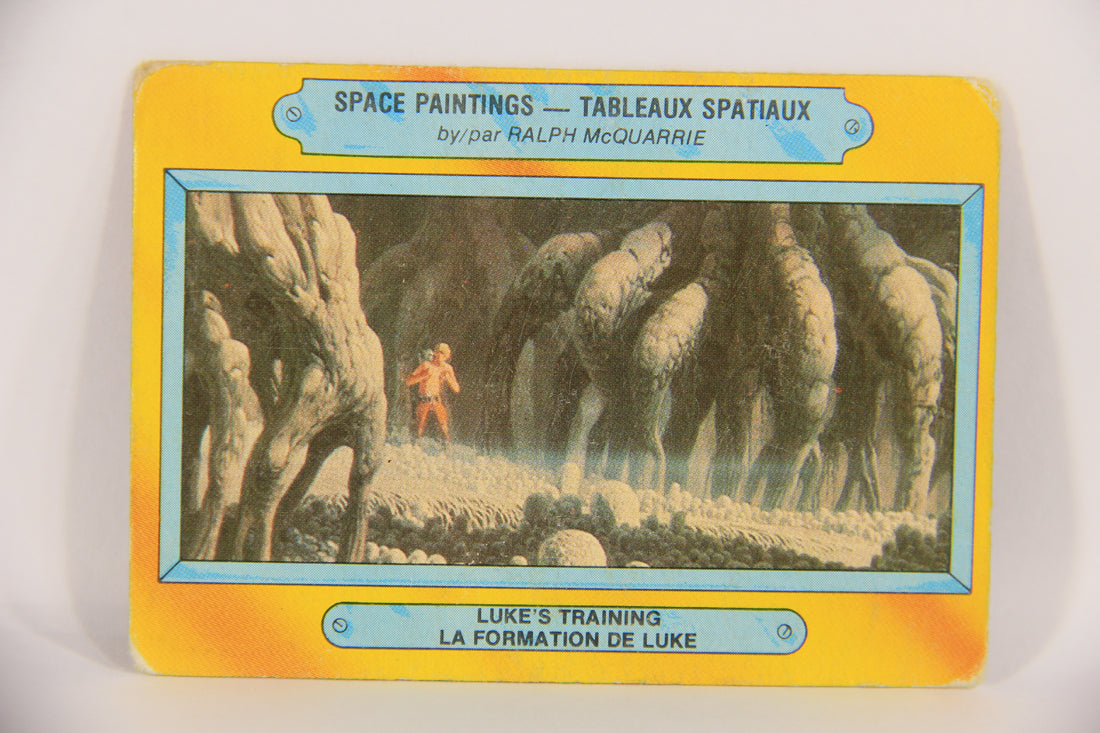 SPACE PAINTINGS — TABLEAUX SPATIAUX
by/par RALPH McQUARRIE
LUKE'S TRAINING
LA FORMATION DE LUKE